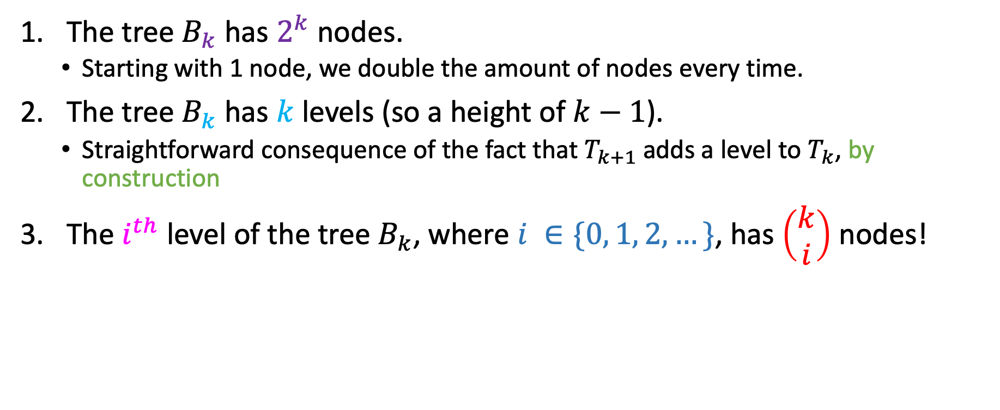 1. The tree $B_k$ has $2^k$ nodes.
• Starting with 1 node, we double the amount of nodes every time.
2. The tree $B_k$ has $k$ levels (so a height of $k - 1$).
• Straightforward consequence of the fact that $T_{k+1}$ adds a level to $T_k$, by
construction
3. The $i^{th}$ level of the tree $B_k$, where $i \in \{0, 1, 2, \ldots\}$, has $\binom{k}{i}$ nodes!